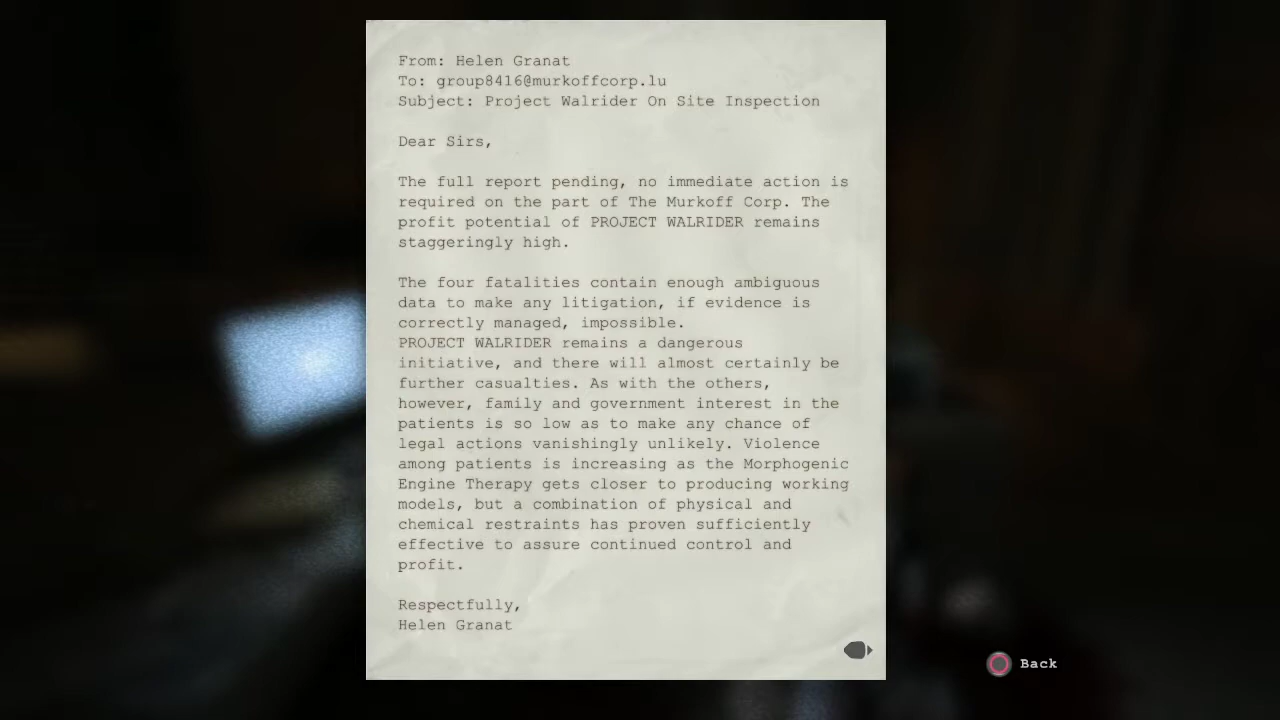 From: Helen Granat
To: group8416@murkoffcorp.lu
Subject: Project Walrider On Site Inspection
Dear Sirs,
The full report pending, no immediate action is
required on the part of The Murkoff Corp. The
profit potential of PROJECT WALRIDER remains
staggeringly high.
The four fatalities contain enough ambiguous
data to make any litigation, if evidence is
correctly managed, impossible.
PROJECT WALRIDER remains a dangerous
initiative, and there will almost certainly be
further casualties. As with the others,
however, family and government interest in the
patients is so low as to make any chance of
legal actions vanishingly unlikely. Violence
among patients is increasing as the Morphogenic
Engine Therapy gets closer to producing working
models, but a combination of physical and
chemical restraints has proven sufficiently
effective to assure continued control and
profit.
Respectfully,
Helen Granat
Back